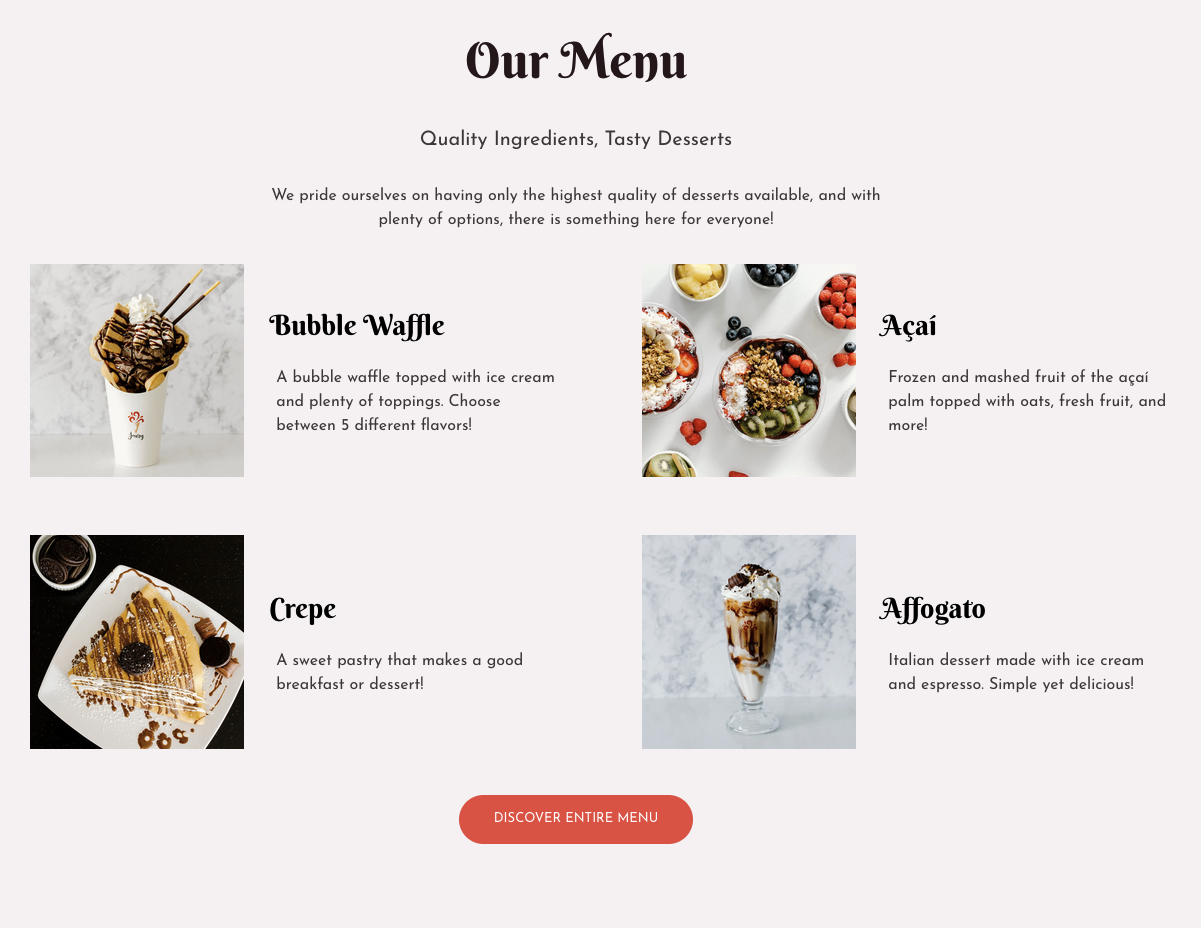 Our Menu
Quality Ingredients, Tasty Desserts
We pride ourselves on having only the highest quality of desserts available, and with
plenty of options, there is something here for everyone!
Bubble Waffle
A bubble waffle topped with ice cream
and plenty of toppings. Choose
between 5 different flavors!
Açaí
Frozen and mashed fruit of the açaí
palm topped with oats, fresh fruit, and
more!
Crepe
A sweet pastry that makes a good
breakfast or dessert!
Affogato
Italian dessert made with ice cream
and espresso. Simple yet delicious!
DISCOVER ENTIRE MENU